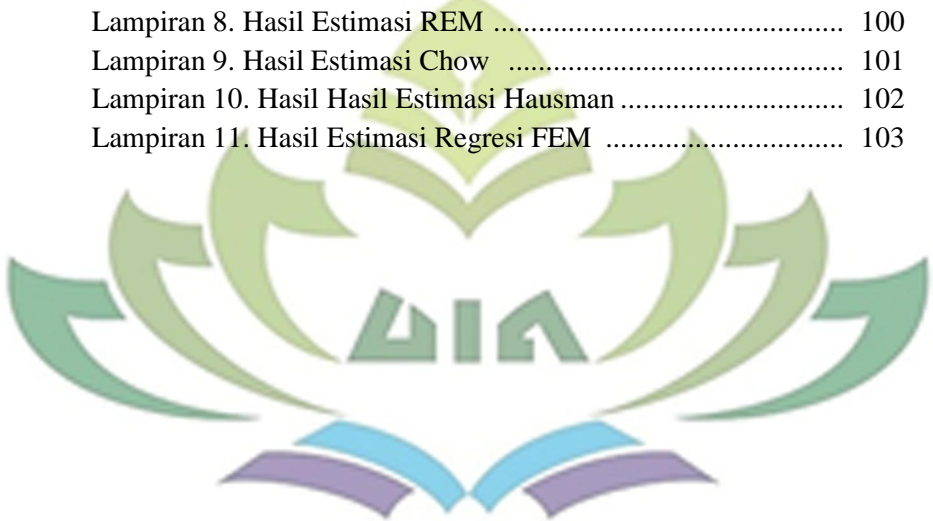 Lampiran 8. Hasil Estimasi REM ............................................... 100
Lampiran 9. Hasil Estimasi Chow ............................................. 101
Lampiran 10. Hasil Hasil Estimasi Hausman .............................. 102
Lampiran 11. Hasil Estimasi Regresi FEM ................................ 103
UIN